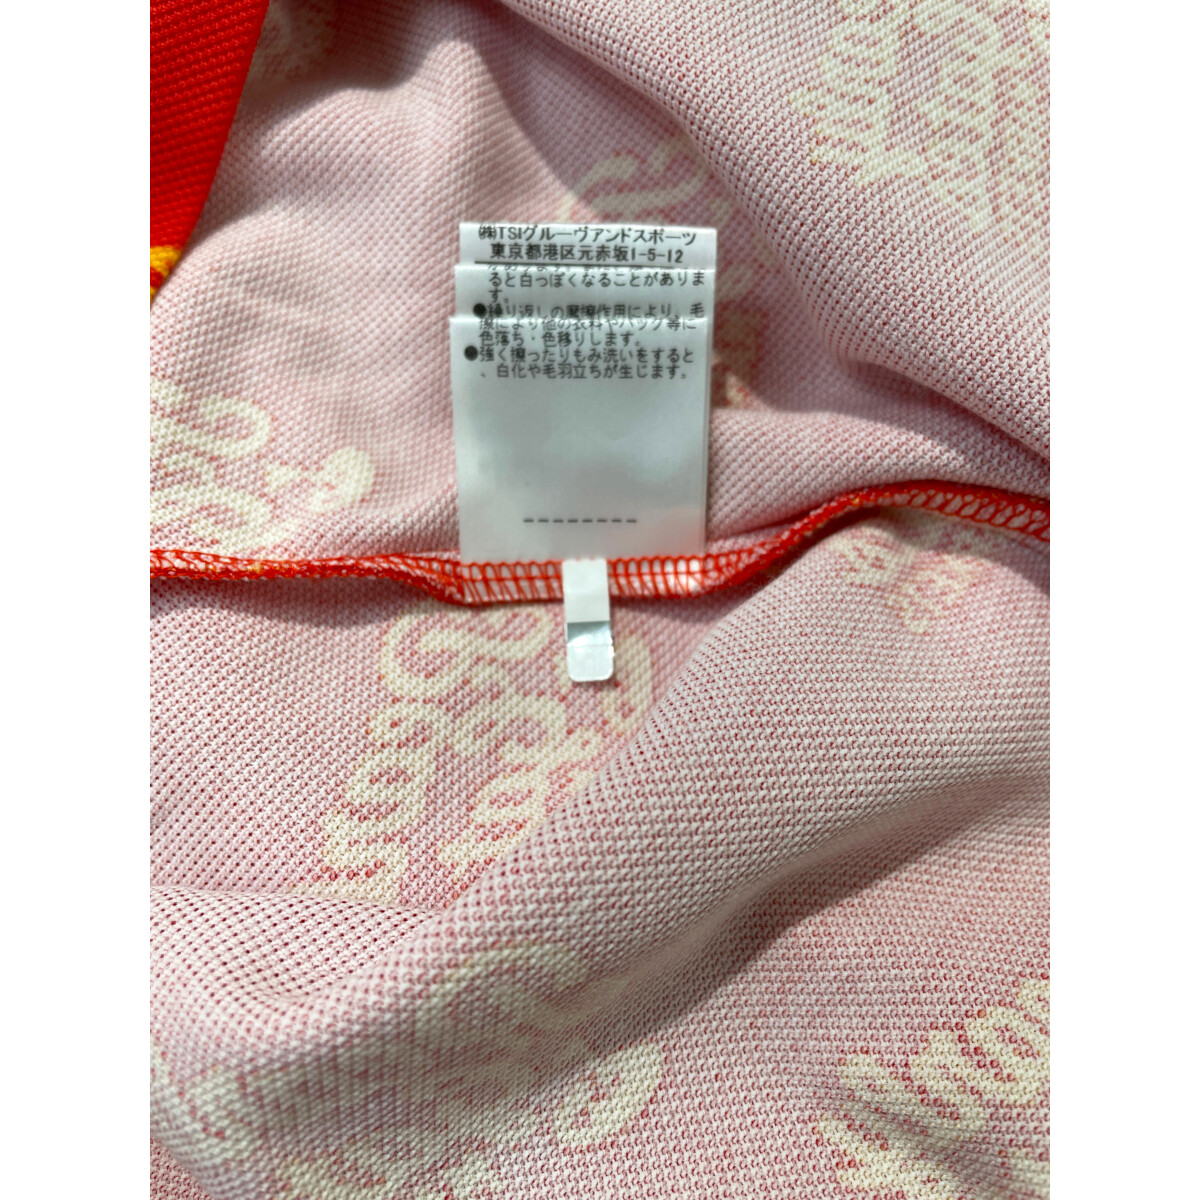 ㈱TSIグルーヴアンドスポーツ
東京都港区元赤坂1-5-12
ると白っぽくなることがありま
す。
●繰り返しの摩擦作用により、毛
擦により他の衣料やバッグ等に
色落ち・色移りします。
●強く擦ったりもみ洗いをすると
、白化や毛羽立ちが生じます。
--------